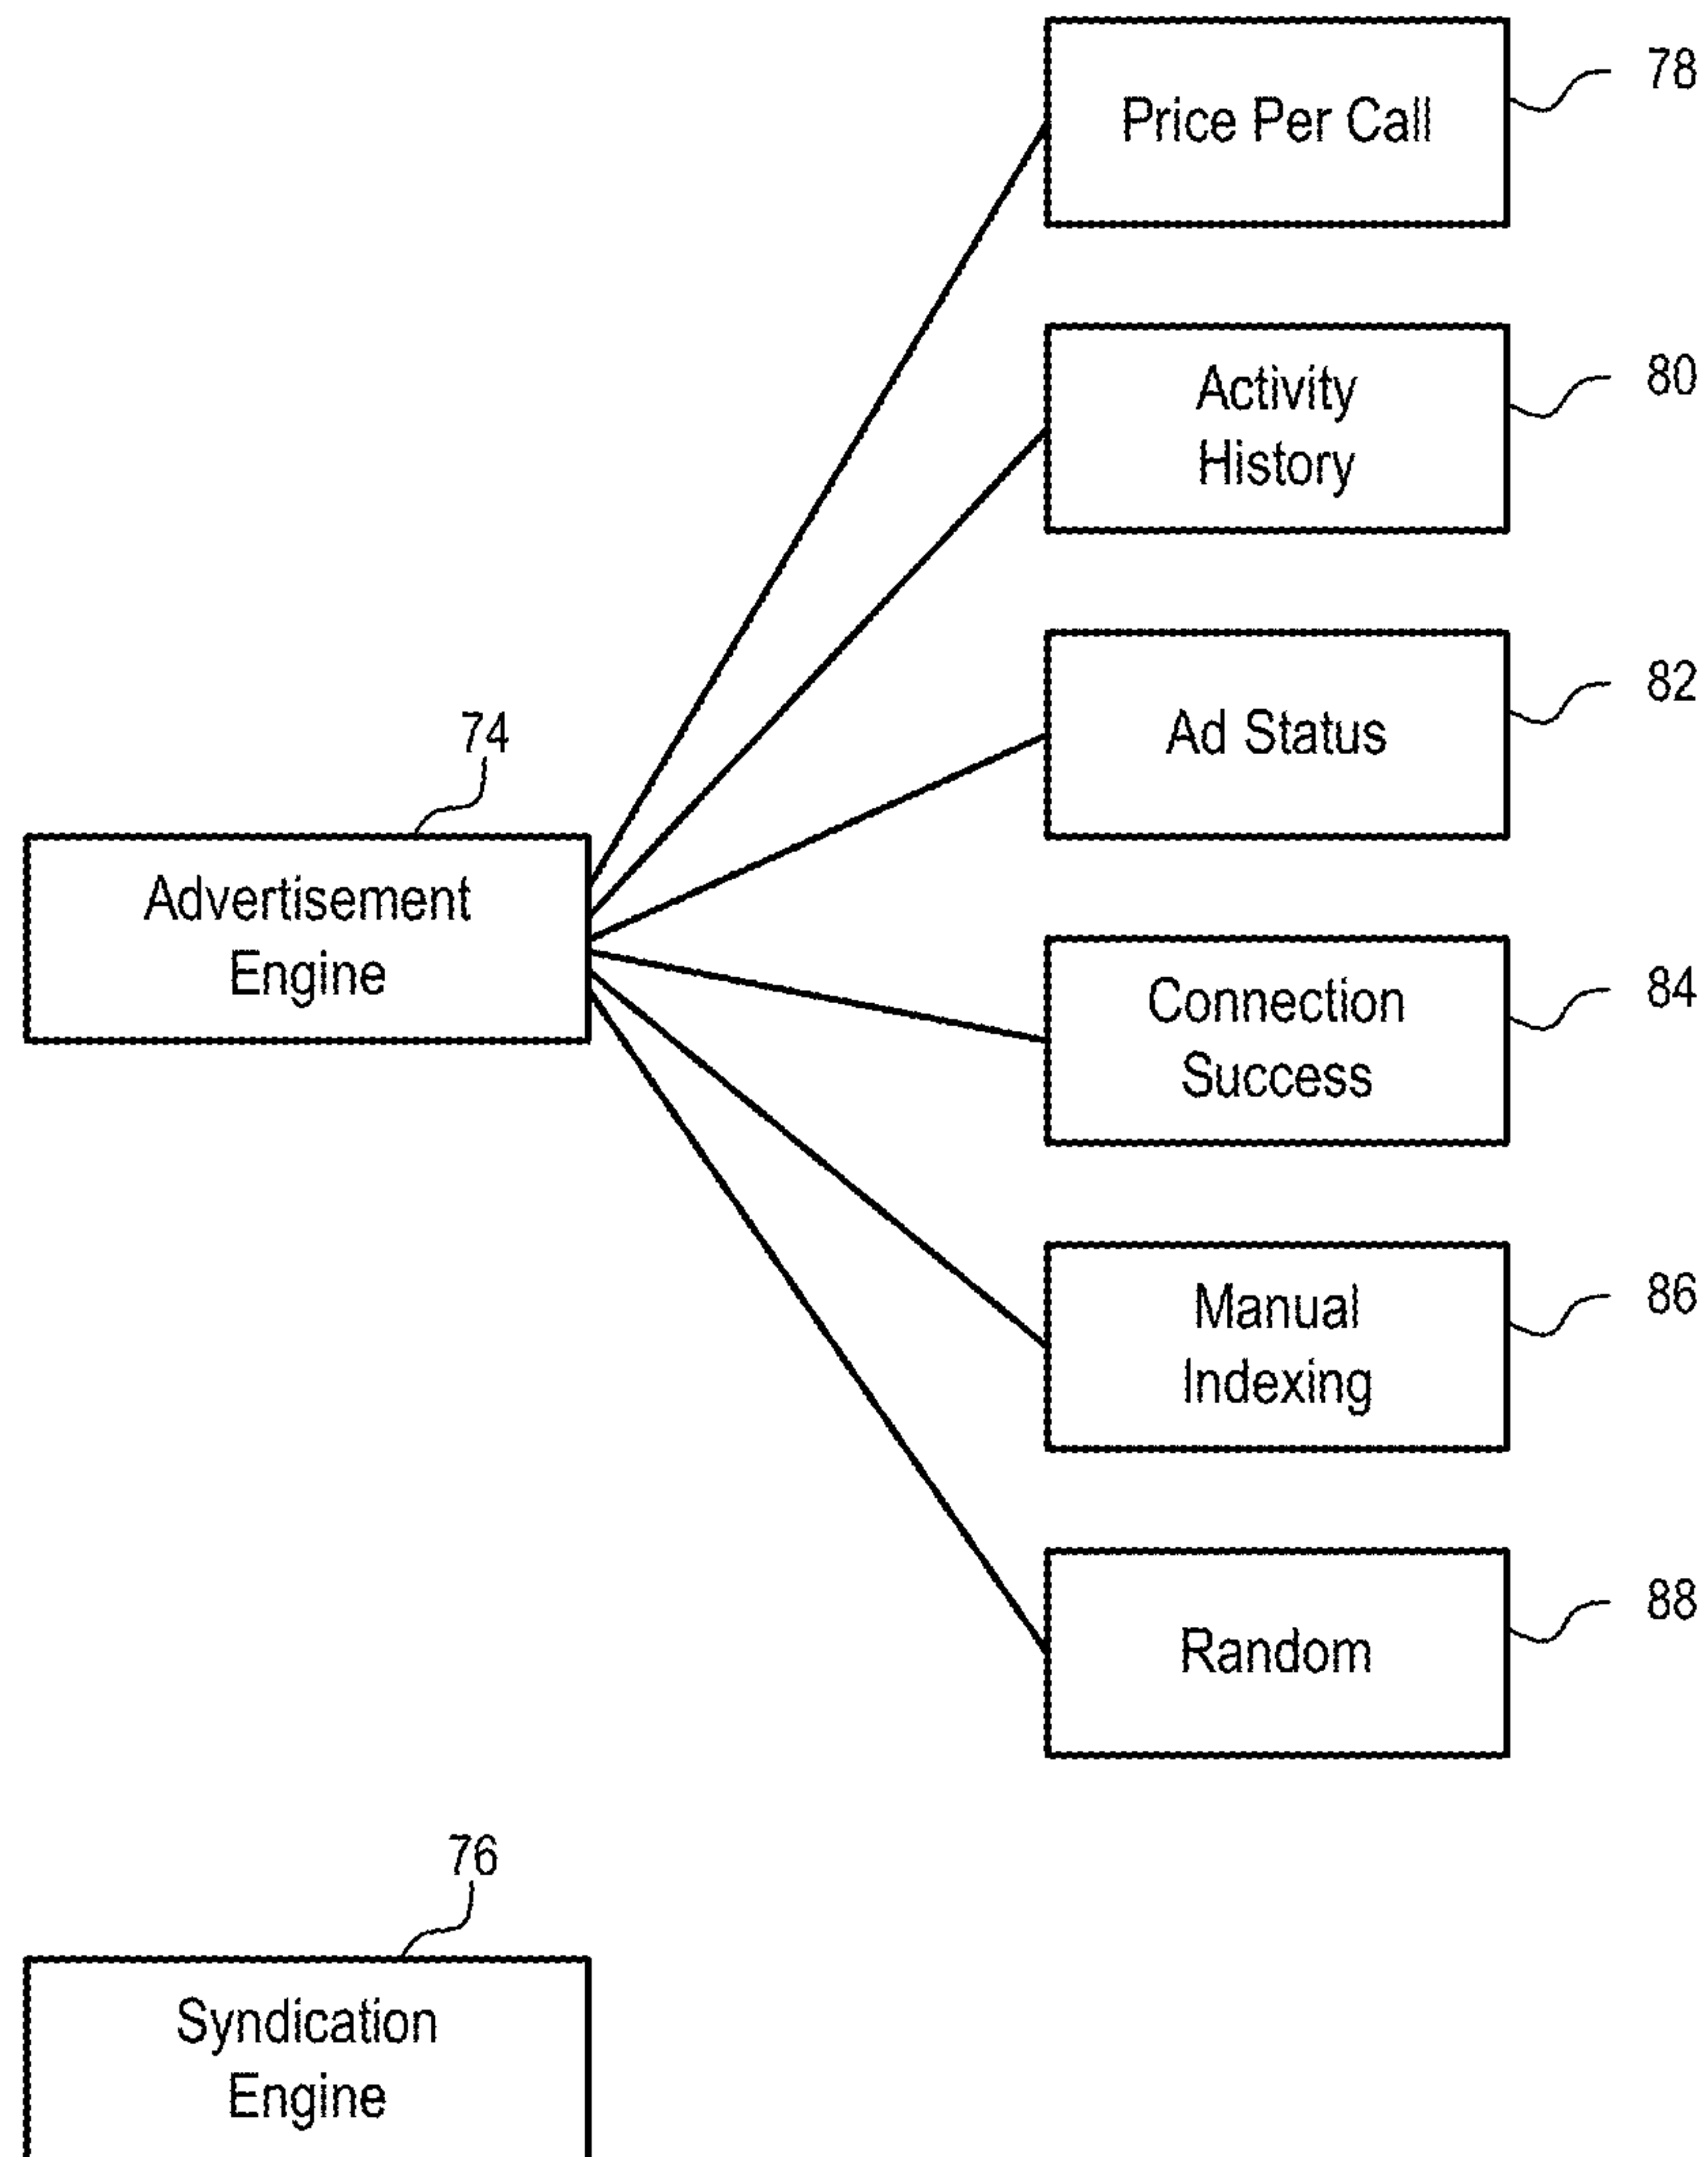 78
Price Per Call
80
Activity
History
82
Ad Status
74
Advertisement
Engine
84
Connection
Success
86
Manual
Indexing
88
Random
76
Syndication
Engine